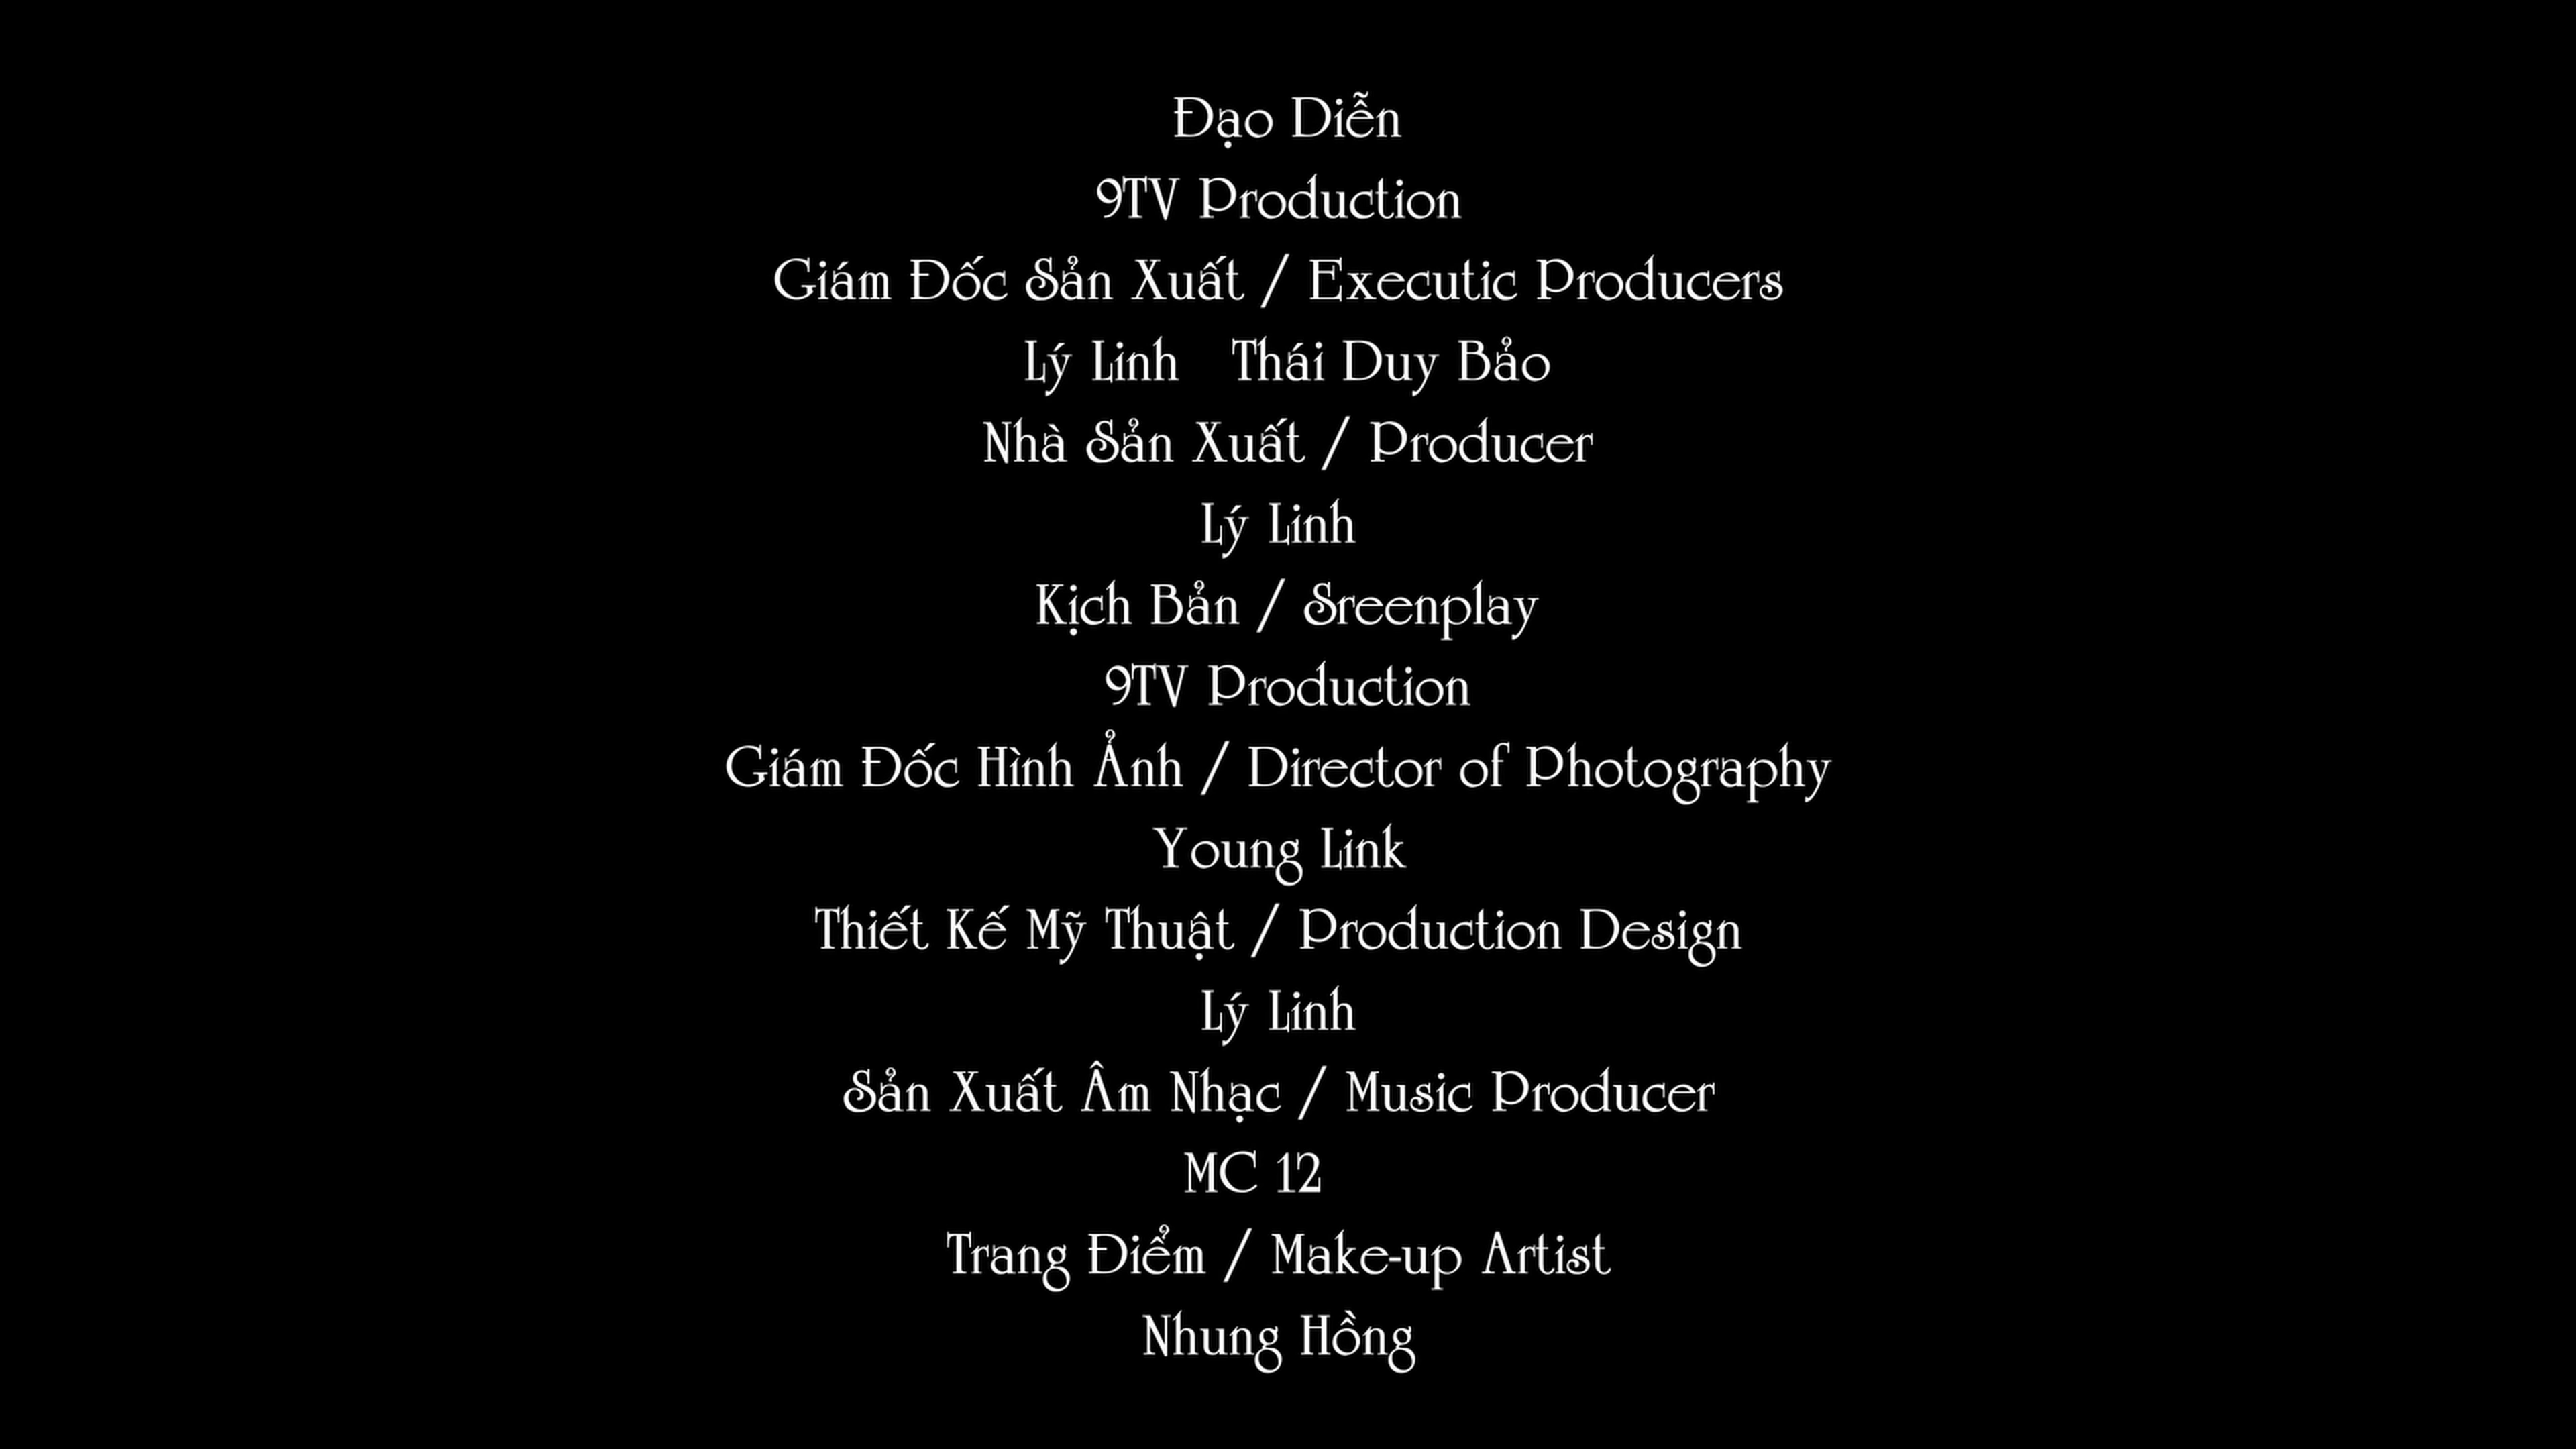 Đạo Diễn
9TV Production
Giám Đốc Sản Xuất / Executic Producers
Lý Linh   Thái Duy Bảo
Nhà Sản Xuất / Producer
Lý Linh
Kịch Bản / Sreenplay
9TV Production
Giám Đốc Hình Ảnh / Director of Photography
Young Link
Thiết Kế Mỹ Thuật / Production Design
Lý Linh
Sản Xuất Âm Nhạc / Music Producer
MC 12
Trang Điểm / Make-up Artist
Nhung Hồng